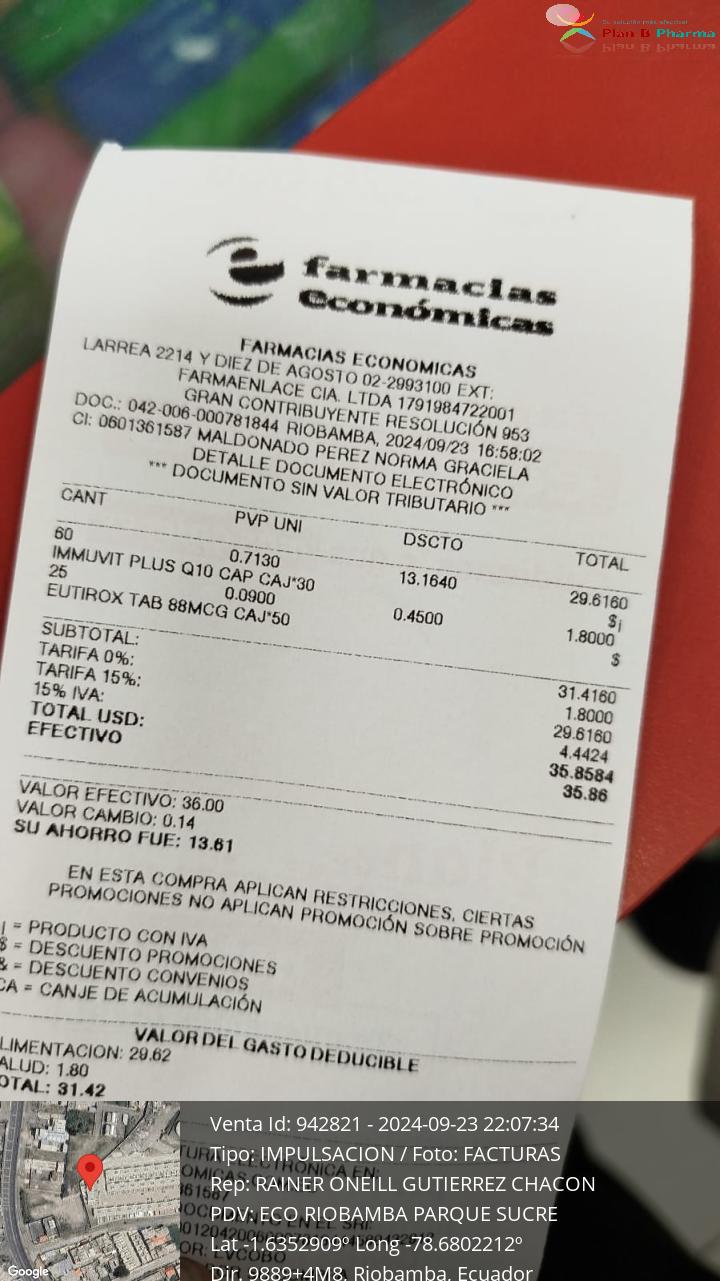 Su solución más efectiva!
Plan B Pharma
farmacias
económicas
FARMACIAS ECONOMICAS
LARREA 2214 Y DIEZ DE AGOSTO 02-2993100 EXT:
FARMAENLACE CIA. LTDA 1791984722001
GRAN CONTRIBUYENTE RESOLUCIÓN 953
DOC.: 042-006-000781844 RIOBAMBA, 2024/09/23 16:58:02
CI: 0601361587 MALDONADO PEREZ NORMA GRACIELA
DETALLE DOCUMENTO ELECTRÓNICO
*** DOCUMENTO SIN VALOR TRIBUTARIO ***
CANT PVP UNI DSCTO TOTAL
60 0.7130 13.1640 29.6160
IMMUVIT PLUS Q10 CAP CAJ*30 $¡
25 0.0900 0.4500 1.8000
EUTIROX TAB 88MCG CAJ*50 $
SUBTOTAL: 31.4160
TARIFA 0%: 1.8000
TARIFA 15%: 29.6160
15% IVA: 4.4424
TOTAL USD: 35.8584
EFECTIVO 35.86
VALOR EFECTIVO: 36.00
VALOR CAMBIO: 0.14
SU AHORRO FUE: 13.61
EN ESTA COMPRA APLICAN RESTRICCIONES, CIERTAS
PROMOCIONES NO APLICAN PROMOCIÓN SOBRE PROMOCIÓN
¡ = PRODUCTO CON IVA
$ = DESCUENTO PROMOCIONES
& = DESCUENTO CONVENIOS
CA = CANJE DE ACUMULACIÓN
VALOR DEL GASTO DEDUCIBLE
LIMENTACION: 29.62
ALUD: 1.80
OTAL: 31.42
Venta Id: 942821 - 2024-09-23 22:07:34
Tipo: IMPULSACION / Foto: FACTURAS
Rep: RAINER ONEILL GUTIERREZ CHACON
PDV: ECO RIOBAMBA PARQUE SUCRE
Lat -1.6352909º Long -78.6802212º
Dir. 9889+4M8, Riobamba, Ecuador
Google